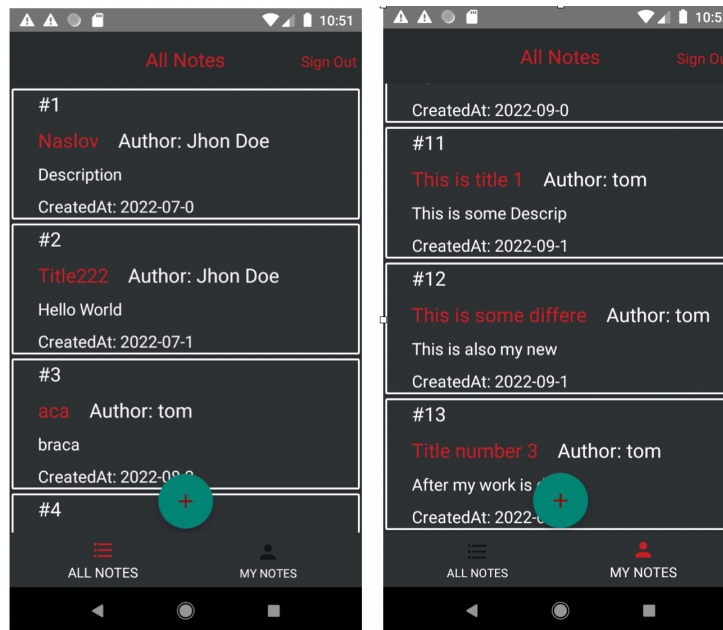 10:51
All Notes
Sign Out
#1
Naslov Author: Jhon Doe
Description
CreatedAt: 2022-07-0
#2
Title222 Author: Jhon Doe
Hello World
CreatedAt: 2022-07-1
#3
aca Author: tom
braca
CreatedAt: 2022-08-2
#4
+
ALL NOTES
MY NOTES
10:5
All Notes
Sign Ou
CreatedAt: 2022-09-0
#11
This is title 1 Author: tom
This is some Descrip
CreatedAt: 2022-09-1
#12
This is some differe Author: tom
This is also my new
CreatedAt: 2022-09-1
#13
Title number 3 Author: tom
After my work is
CreatedAt: 2022-
+
ALL NOTES
MY NOTES